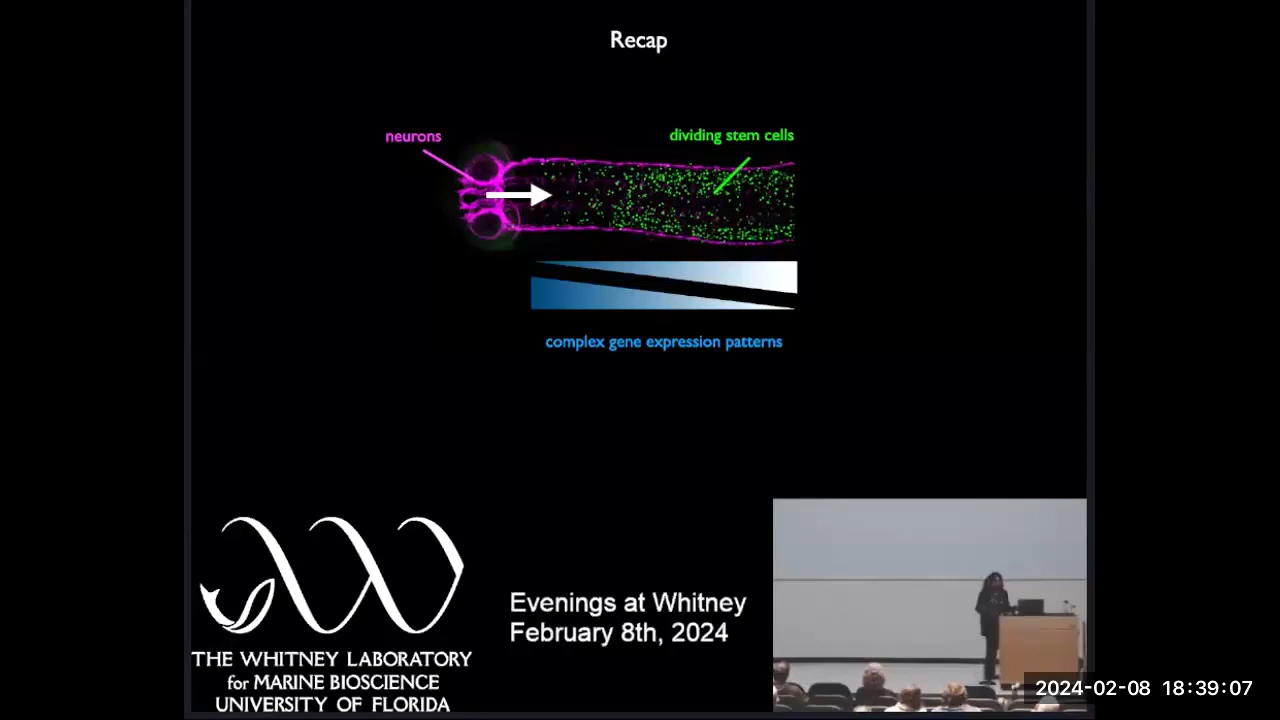 Recap
neurons
dividing stem cells
complex gene expression patterns
THE WHITNEY LABORATORY
for MARINE BIOSCIENCE
UNIVERSITY OF FLORIDA
Evenings at Whitney
February 8th, 2024
2024-02-08 18:39:07